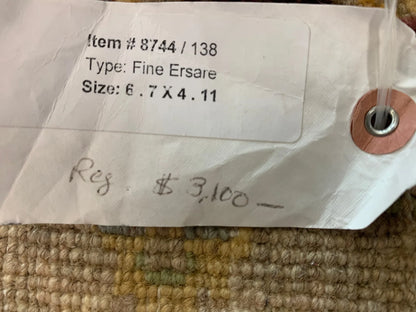 Item # 8744 / 138
Type: Fine Ersare
Size: 6 . 7 X 4 . 11
Reg. $ 3,100 —